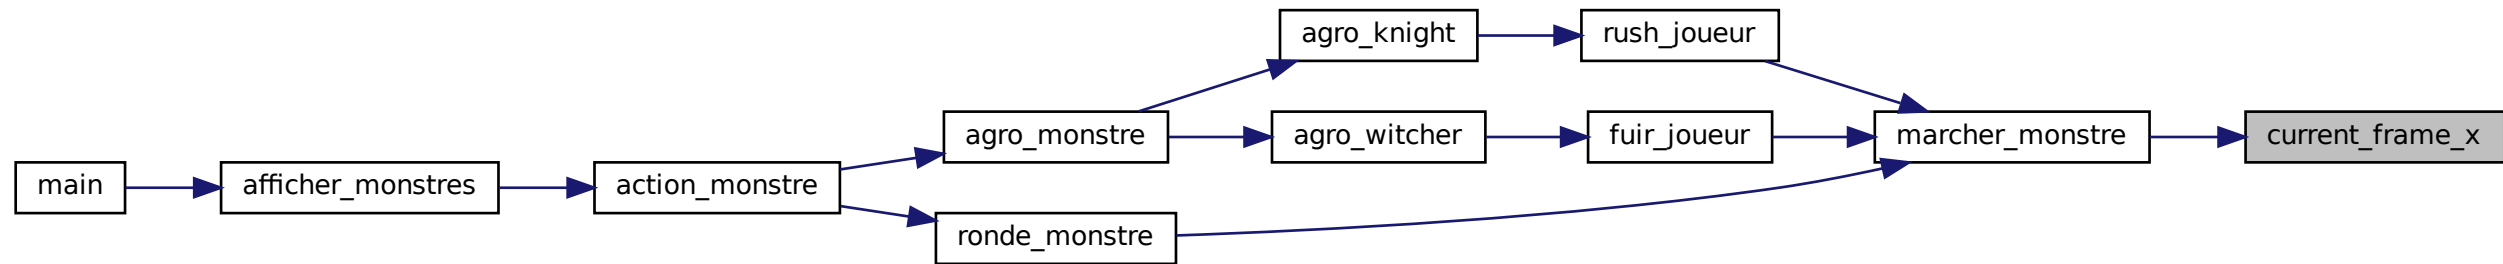 agro_knight
rush_joueur
agro_monstre
agro_witcher
fuir_joueur
marcher_monstre
current_frame_x
main
afficher_monstres
action_monstre
ronde_monstre